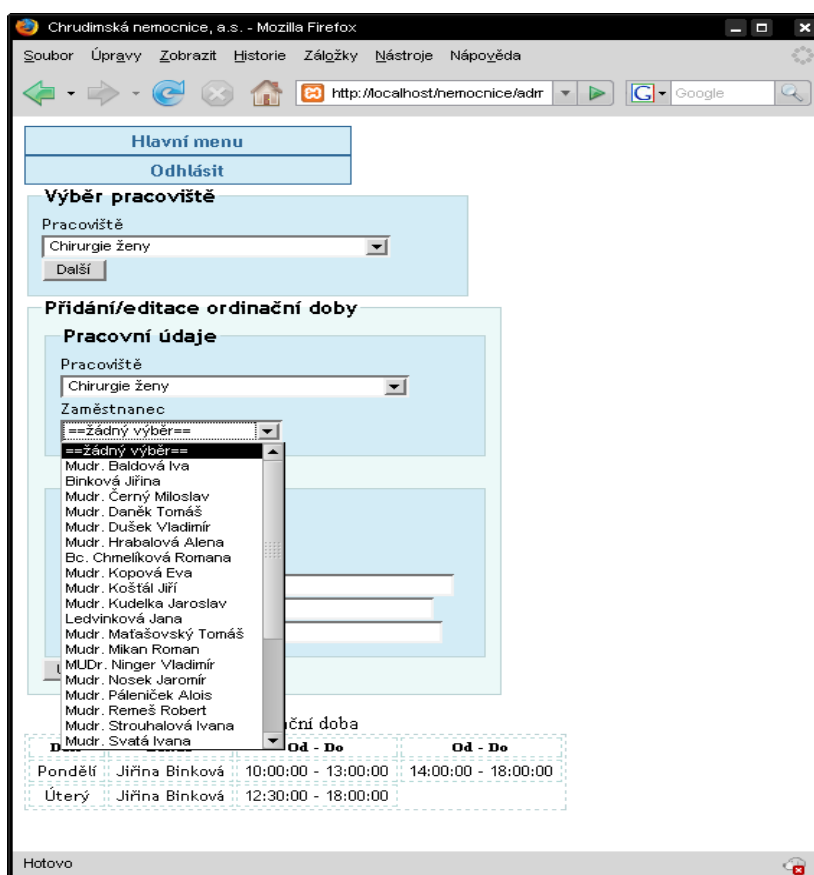 Chrudimská nemocnice, a.s. - Mozilla Firefox
Soubor Úpravy Zobrazit Historie Záložky Nástroje Nápověda
http://localhost/nemocnice/adm G Google
Hlavní menu
Odhlásit
Výběr pracoviště
Pracoviště
Chirurgie ženy
Další
Přidání/editace ordinační doby
Pracovní údaje
Pracoviště
Chirurgie ženy
Zaměstnanec
==žádný výběr==
==žádný výběr==
Mudr. Baldová Iva
Binková Jiřina
Mudr. Černý Miloslav
Mudr. Daněk Tomáš
Mudr. Dušek Vladimír
Mudr. Hrabalová Alena
Bc. Chmelíková Romana
Mudr. Kopová Eva
Mudr. Košťál Jiří
Mudr. Kudelka Jaroslav
Ledvinková Jana
Mudr. Maťašovský Tomáš
Mudr. Mikan Roman
MUDr. Ninger Vladimír
Mudr. Nosek Jaromír
Mudr. Páleniček Alois
Mudr. Remeš Robert
Mudr. Strouhalová Ivana
Mudr. Svatá Ivana
ční doba
Od - Do Od - Do
Pondělí Jiřina Binková 10:00:00 - 13:00:00 14:00:00 - 18:00:00
Úterý Jiřina Binková 12:30:00 - 18:00:00
Hotovo